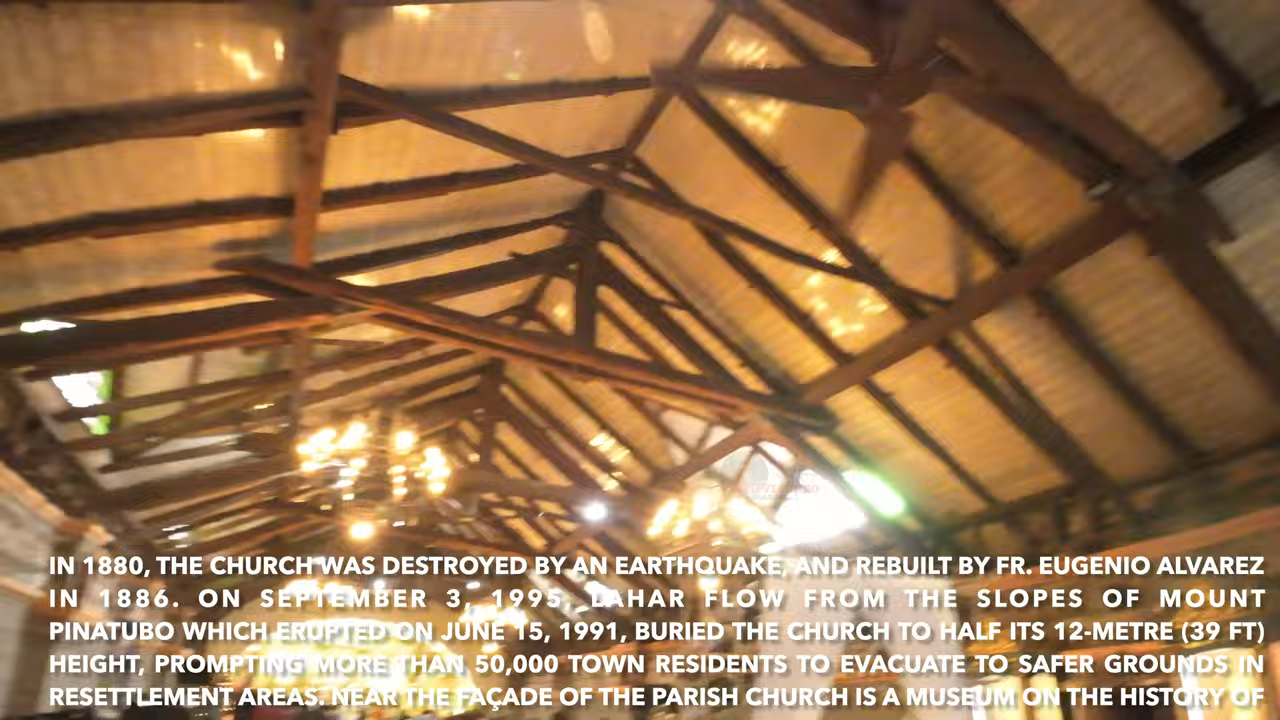 IN 1880, THE CHURCH WAS DESTROYED BY AN EARTHQUAKE, AND REBUILT BY FR. EUGENIO ALVAREZ
IN 1886. ON SEPTEMBER 3, 1995, LAHAR FLOW FROM THE SLOPES OF MOUNT
PINATUBO WHICH ERUPTED ON JUNE 15, 1991, BURIED THE CHURCH TO HALF ITS 12-METRE (39 FT)
HEIGHT, PROMPTING MORE THAN 50,000 TOWN RESIDENTS TO EVACUATE TO SAFER GROUNDS IN
RESETTLEMENT AREAS. NEAR THE FAÇADE OF THE PARISH CHURCH IS A MUSEUM ON THE HISTORY OF